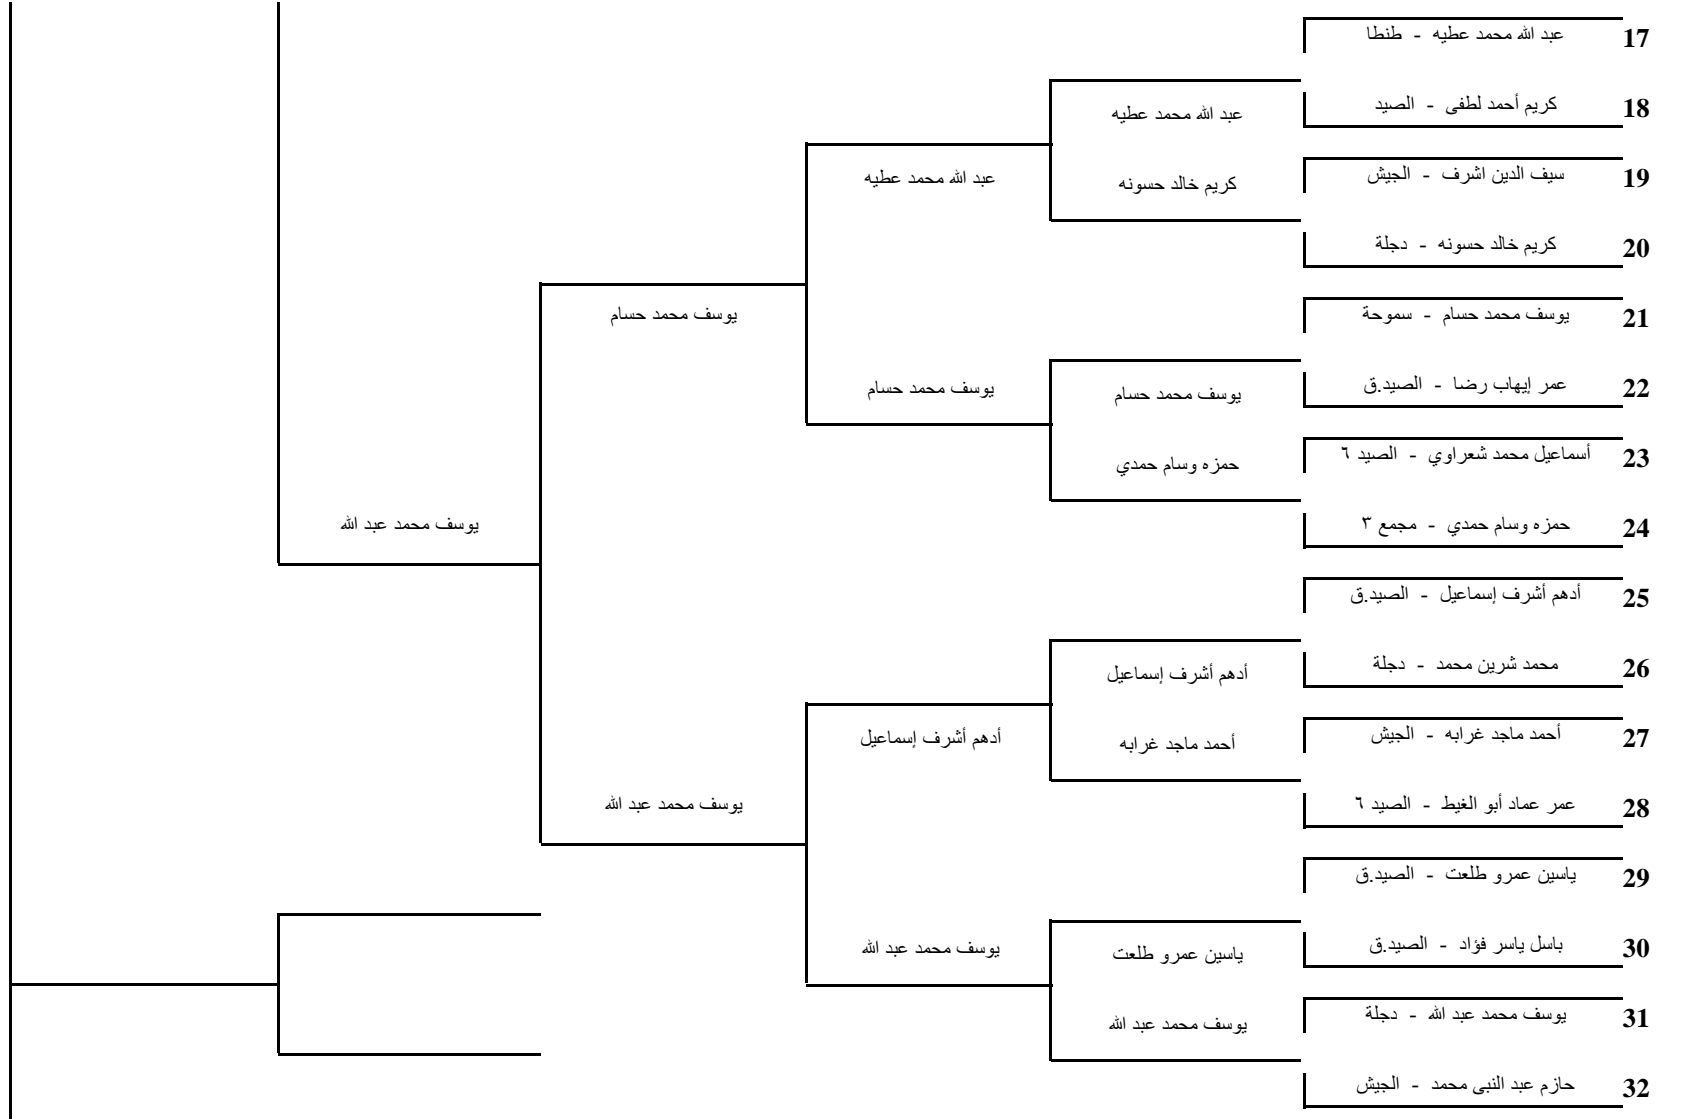 17 عبد الله محمد عطيه - طنطا
18 كريم أحمد لطفى - الصيد
عبد الله محمد عطيه
19 سيف الدين اشرف - الجيش
عبد الله محمد عطيه
كريم خالد حسونه
20 كريم خالد حسونه - دجلة
21 يوسف محمد حسام - سموحة
يوسف محمد حسام
22 عمر إيهاب رضا - الصيد.ق
يوسف محمد حسام
يوسف محمد حسام
23 أسماعيل محمد شعراوي - الصيد ٦
حمزه وسام حمدي
24 حمزه وسام حمدي - مجمع ٣
يوسف محمد عبد الله
25 أدهم أشرف إسماعيل - الصيد.ق
26 محمد شرين محمد - دجلة
أدهم أشرف إسماعيل
27 أحمد ماجد غرابه - الجيش
أدهم أشرف إسماعيل
أحمد ماجد غرابه
28 عمر عماد أبو الغيط - الصيد ٦
يوسف محمد عبد الله
29 ياسين عمرو طلعت - الصيد.ق
30 باسل ياسر فؤاد - الصيد.ق
يوسف محمد عبد الله
ياسين عمرو طلعت
31 يوسف محمد عبد الله - دجلة
يوسف محمد عبد الله
32 حازم عبد النبى محمد - الجيش